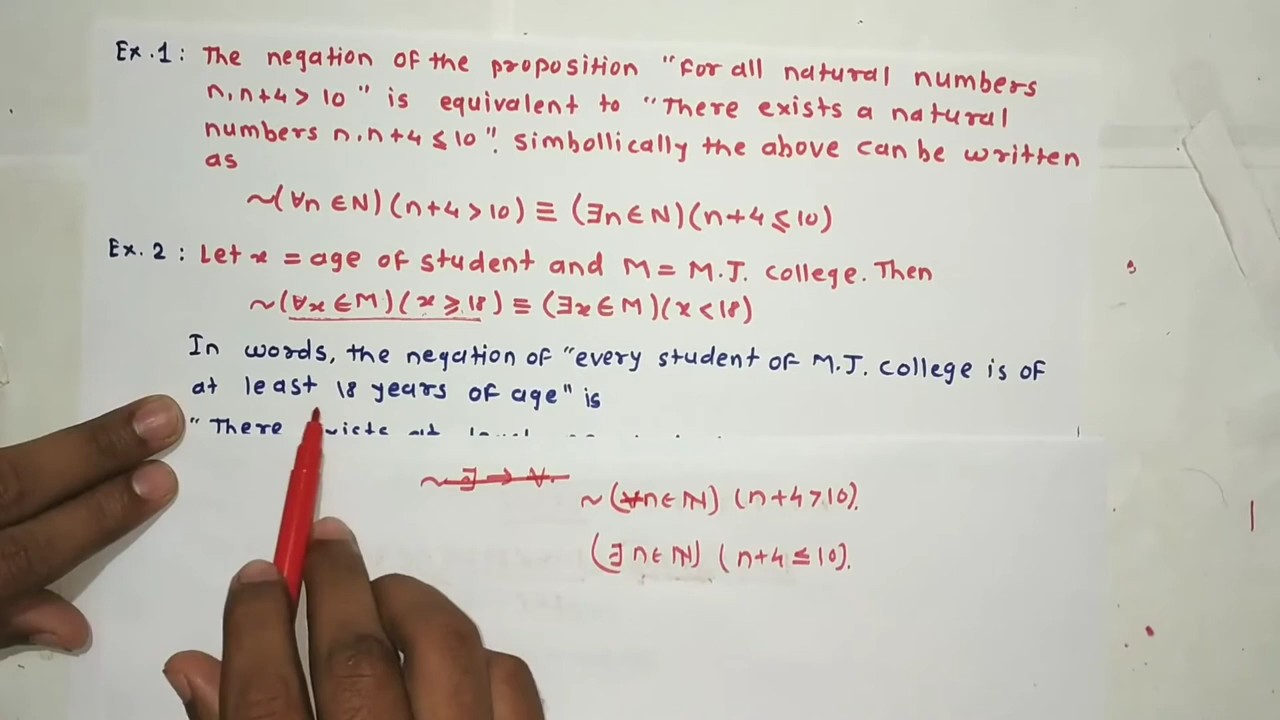 Ex.1: The negation of the proposition "For all natural numbers
n, n+4 > 10" is equivalent to "There exists a natural
numbers n, n+4 ≤ 10". simbollically the above can be written
as
~(∀n∈N)(n+4>10) ≡ (∃n∈N)(n+4≤10)
Ex. 2: Let x = age of student and M = M.J. college. Then
~(∀x∈M)(x≥18) ≡ (∃x∈M)(x<18)
In words, the negation of "every student of M.J. college is of
at least 18 years of age" is
"There
~∃→∀.
~(∀n∈N) (n+4>10).
(∃n∈N) (n+4≤10).